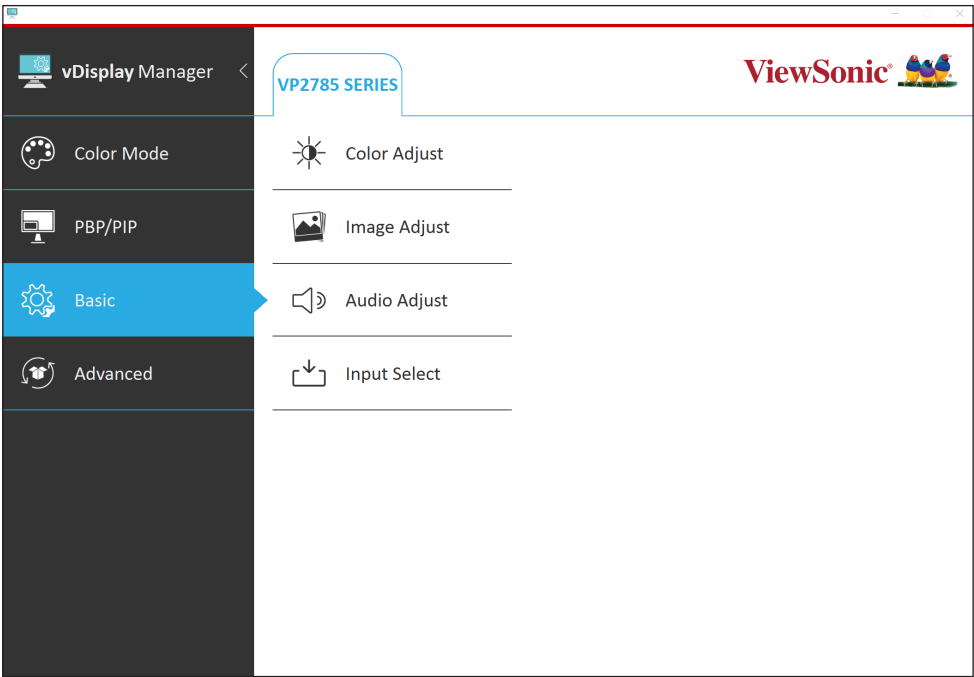 vDisplay Manager
VP2785 SERIES
ViewSonic®
Color Mode
PBP/PIP
Basic
Advanced
Color Adjust
Image Adjust
Audio Adjust
Input Select